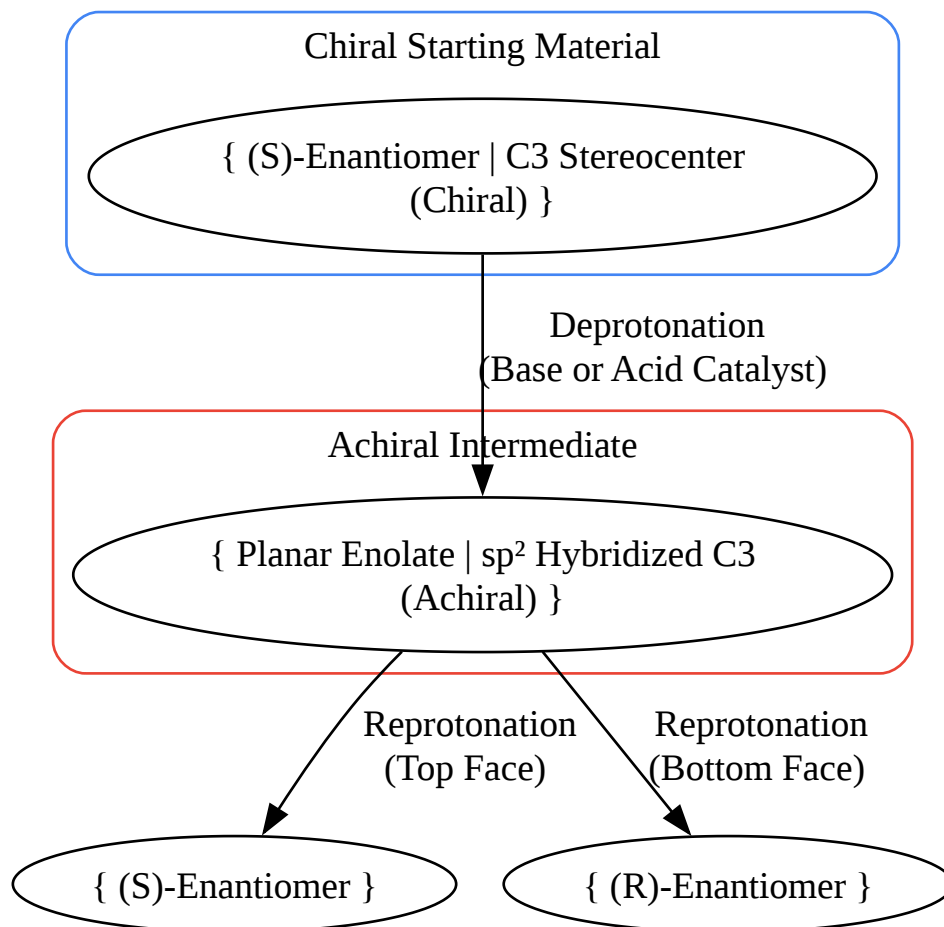 Chiral Starting Material
{ (S)-Enantiomer | C3 Stereocenter
(Chiral) }
Deprotonation
(Base or Acid Catalyst)
Achiral Intermediate
{ Planar Enolate | sp² Hybridized C3
(Achiral) }
Reprotonation
(Top Face)
Reprotonation
(Bottom Face)
{ (S)-Enantiomer }
{ (R)-Enantiomer }